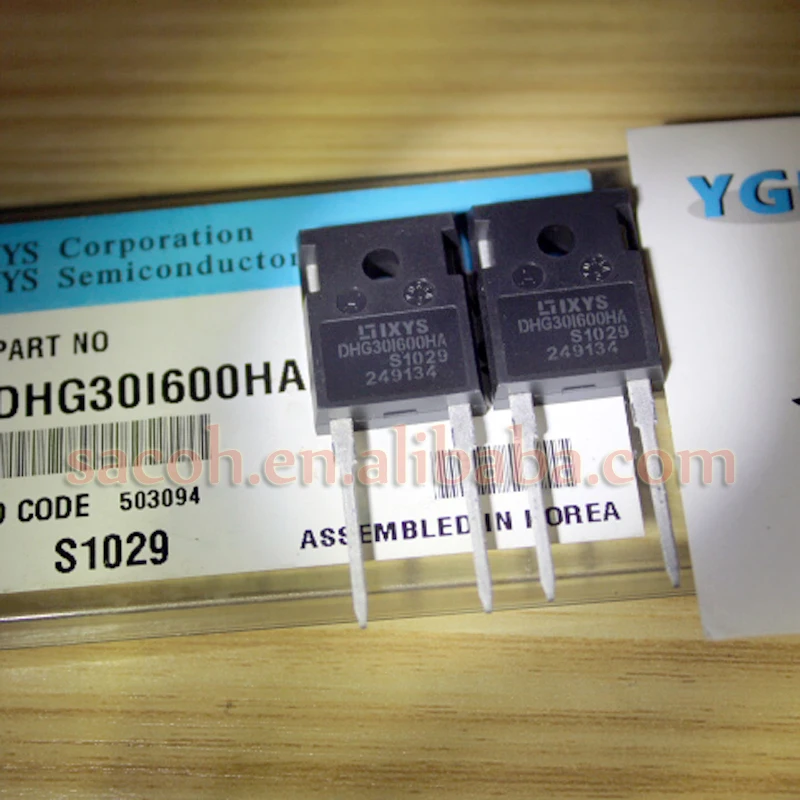 YS Corporation
YS Semiconductor
PART NO
DHG30I600HA
CODE 503094
S1029
ASSEMBLED IN KOREA
IXYS
DHG30I600HA
S1029
249134
IXYS
DHG30I600HA
S1029
249134
YG
sacoh.en.alibaba.com